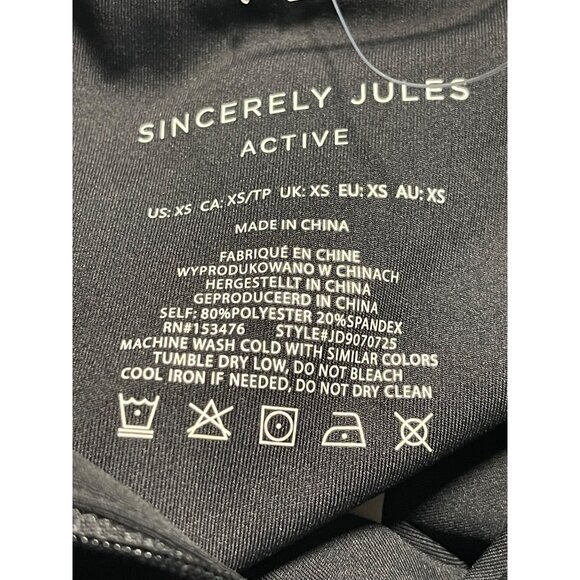 SINCERELY JULES
ACTIVE
US: XS CA: XS/TP UK: XS EU: XS AU: XS
MADE IN CHINA
FABRIQUÉ EN CHINE
WYPRODUKOWANO W CHINACH
HERGESTELLT IN CHINA
GEPRODUCEERD IN CHINA
SELF: 80%POLYESTER 20%SPANDEX
RN#153476 STYLE#JD9070725
MACHINE WASH COLD WITH SIMILAR COLORS
TUMBLE DRY LOW, DO NOT BLEACH
COOL IRON IF NEEDED, DO NOT DRY CLEAN